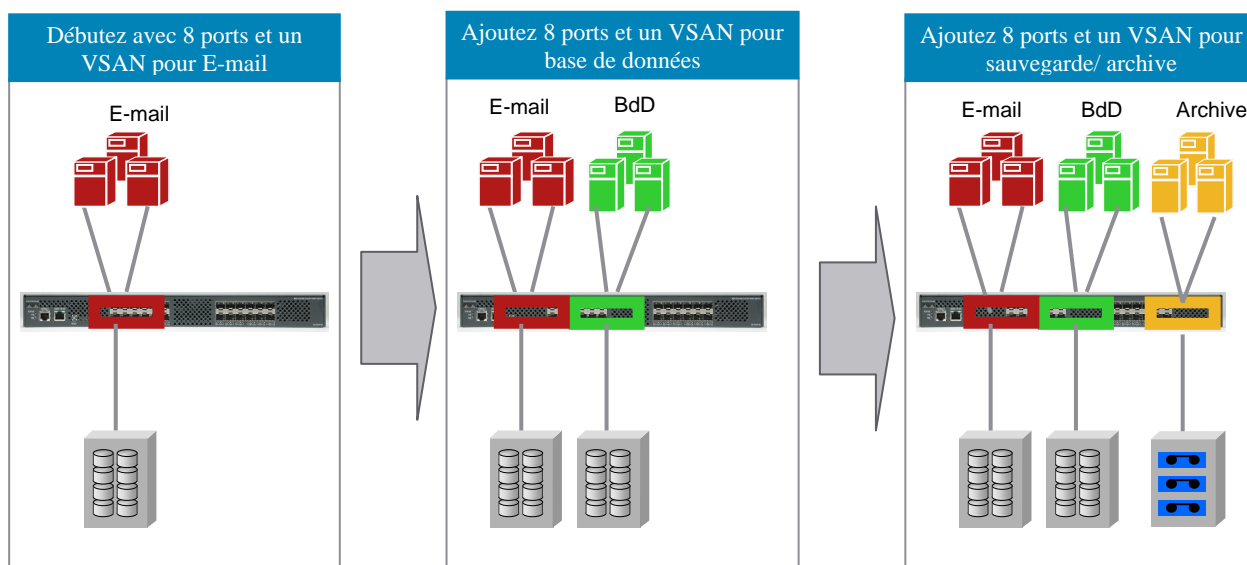 Débutez avec 8 ports et un
VSAN pour E-mail
E-mail
Ajoutez 8 ports et un VSAN pour
base de données
E-mail
BdD
Ajoutez 8 ports et un VSAN pour
sauvegarde/ archive
E-mail
BdD
Archive